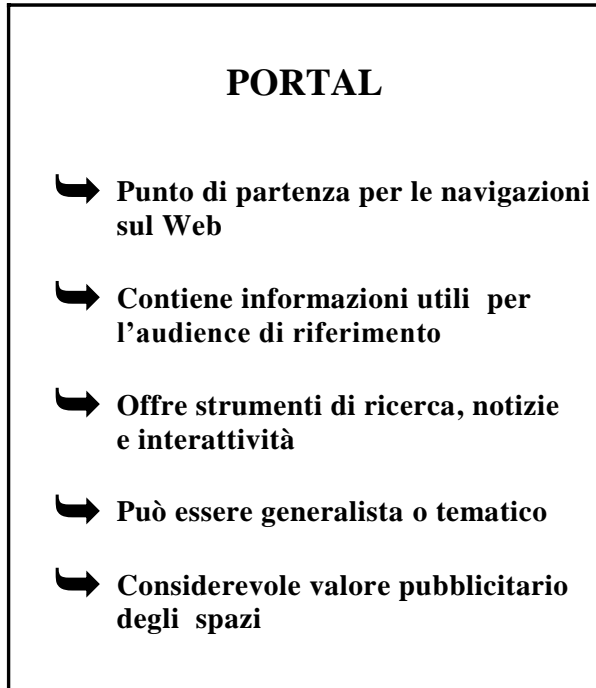 PORTAL
Punto di partenza per le navigazioni
sul Web
Contiene informazioni utili per
l’audience di riferimento
Offre strumenti di ricerca, notizie
e interattività
Può essere generalista o tematico
Considerevole valore pubblicitario
degli spazi